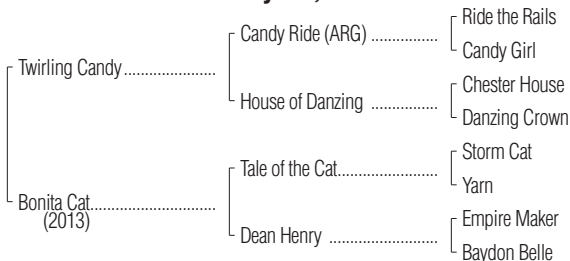 Ride the Rails
Candy Ride (ARG) ................
Candy Girl
Twirling Candy......................
Chester House
House of Danzing ................
Danzing Crown
Storm Cat
Tale of the Cat........................
Yarn
Bonita Cat..............................
(2013)
Empire Maker
Dean Henry ..........................
Baydon Belle